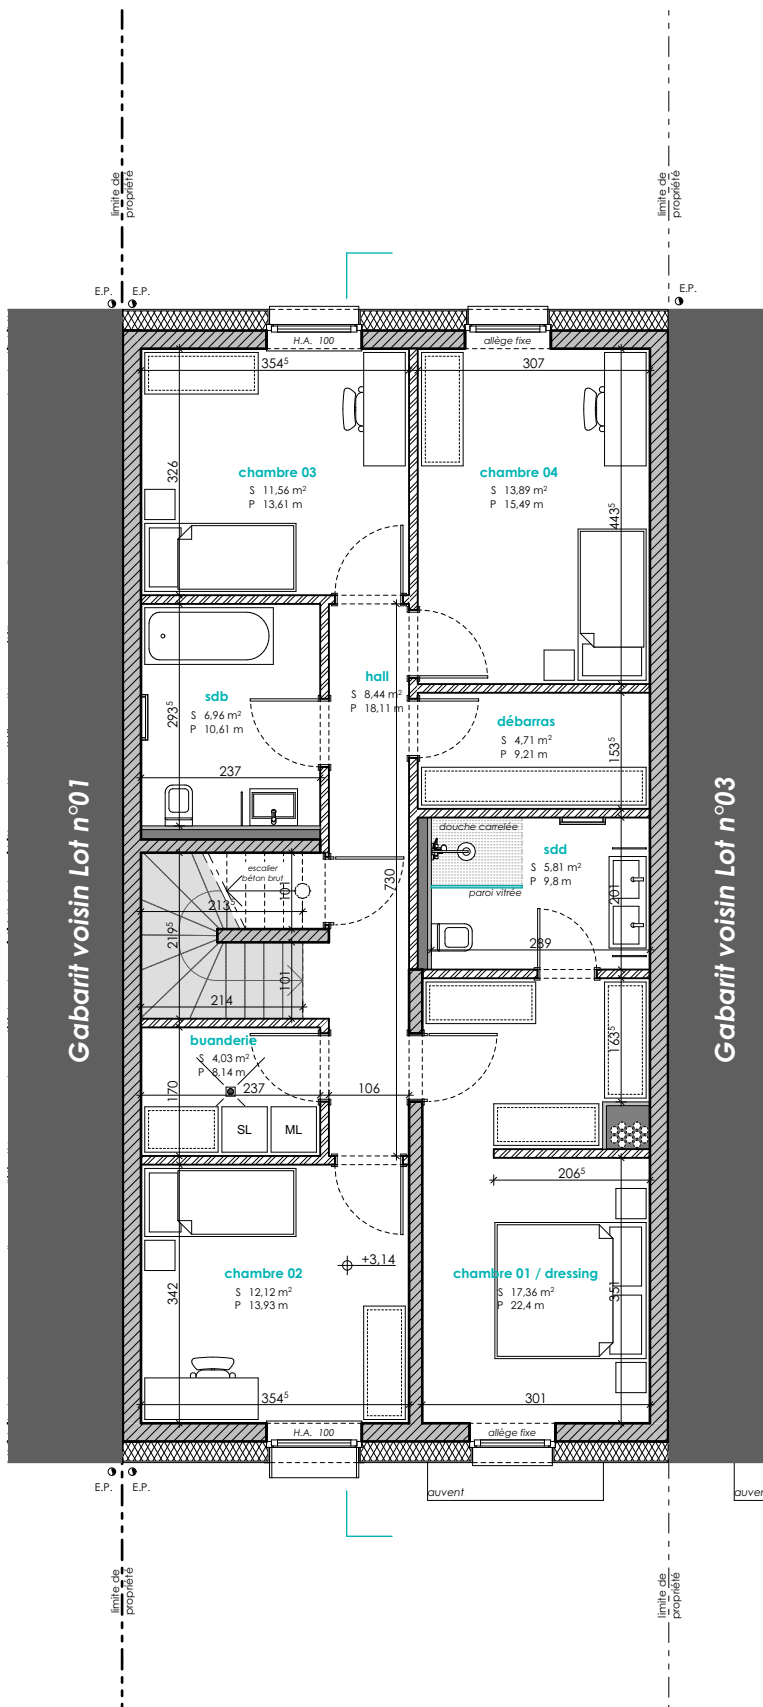 limite de
propriété
limite de
propriété
E.P.
E.P.
E.P.
H.A. 100
allège fixe
354⁵
307
326
chambre 03
S 11,56 m²
P 13,61 m
chambre 04
S 13,89 m²
P 15,49 m
443⁵
hall
S 8,44 m²
P 18,11 m
sdb
S 6,96 m²
P 10,61 m
293⁵
237
débarras
S 4,71 m²
P 9,21 m
153⁵
Gabarit voisin Lot n°01
Gabarit voisin Lot n°03
douche carrelée
sdd
S 5,81 m²
P 9,8 m
paroi vitrée
201
289
escalier
béton brut
101
213⁵
219⁵
730
101
214
buanderie
S 4,03 m²
P 8,14 m
237
106
170
SL
ML
163⁵
206⁵
+3,14
chambre 02
S 12,12 m²
P 13,93 m
342
chambre 01 / dressing
S 17,36 m²
P 22,4 m
351
354⁵
301
H.A. 100
allège fixe
E.P.
E.P.
auvent
auven
limite de
propriété
limite de
propriété